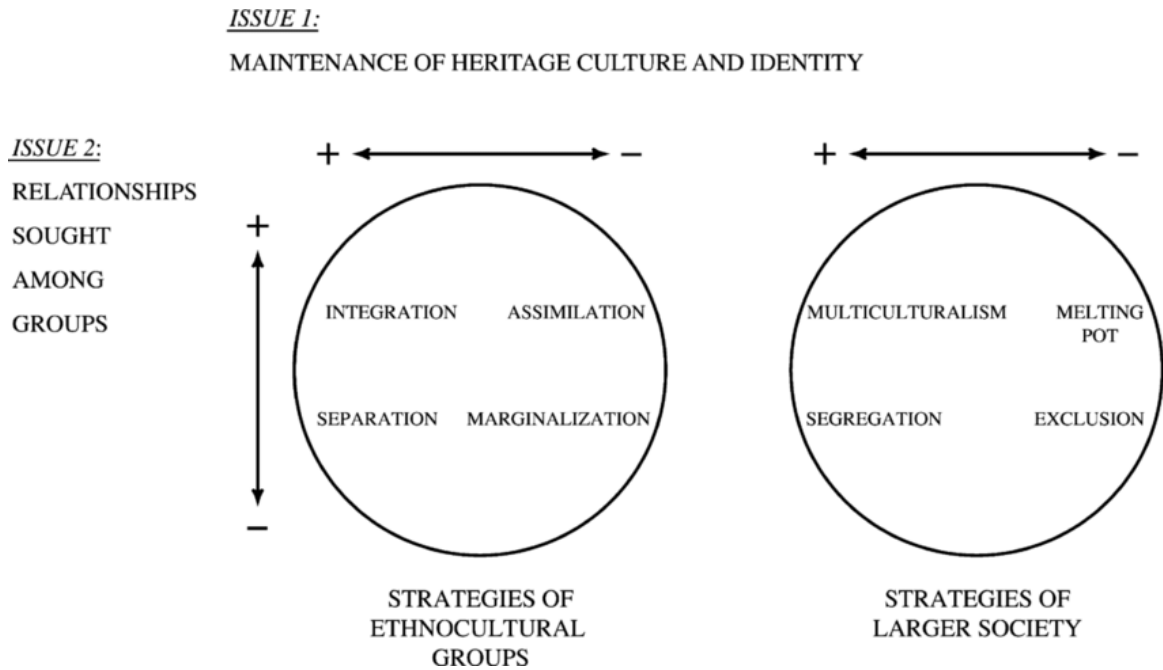 ISSUE 1:
MAINTENANCE OF HERITAGE CULTURE AND IDENTITY
ISSUE 2:
RELATIONSHIPS
SOUGHT
AMONG
GROUPS
+ −
+ −
+
−
INTEGRATION ASSIMILATION
SEPARATION MARGINALIZATION
MULTICULTURALISM MELTING
POT
SEGREGATION EXCLUSION
STRATEGIES OF
ETHNOCULTURAL
GROUPS
STRATEGIES OF
LARGER SOCIETY